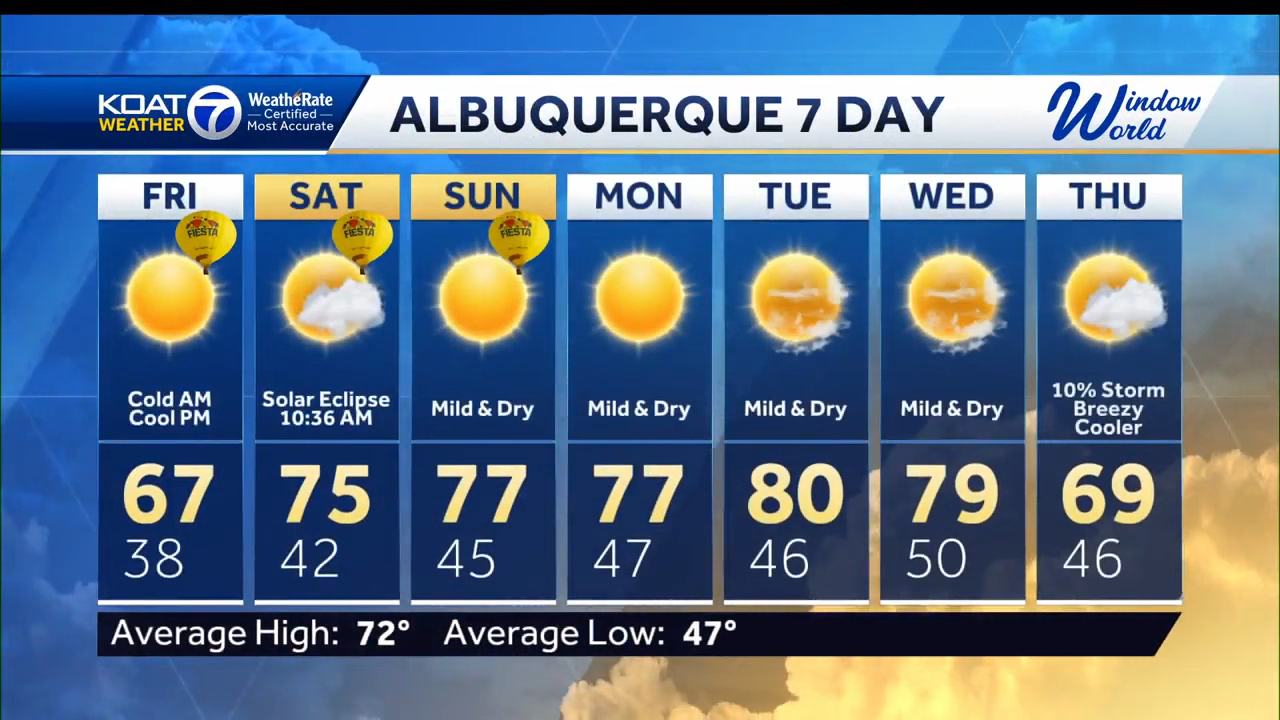 KOAT
WEATHER
7
WeatheRate
Certified
Most Accurate
ALBUQUERQUE 7 DAY
Window
World
FRI
SAT
SUN
MON
TUE
WED
THU
FIESTA
FIESTA
FIESTA
Cold AM
Cool PM
Solar Eclipse
10:36 AM
Mild & Dry
Mild & Dry
Mild & Dry
Mild & Dry
10% Storm
Breezy
Cooler
67
38
75
42
77
45
77
47
80
46
79
50
69
46
Average High: 72° Average Low: 47°